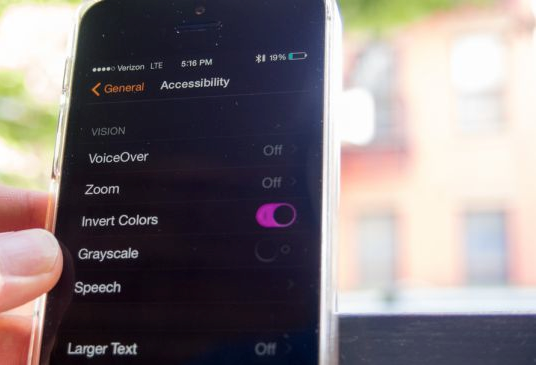 Verizon LTE 5:16 PM 19%
General Accessibility
VISION
VoiceOver Off
Zoom Off
Invert Colors
Grayscale
Speech
Larger Text Off